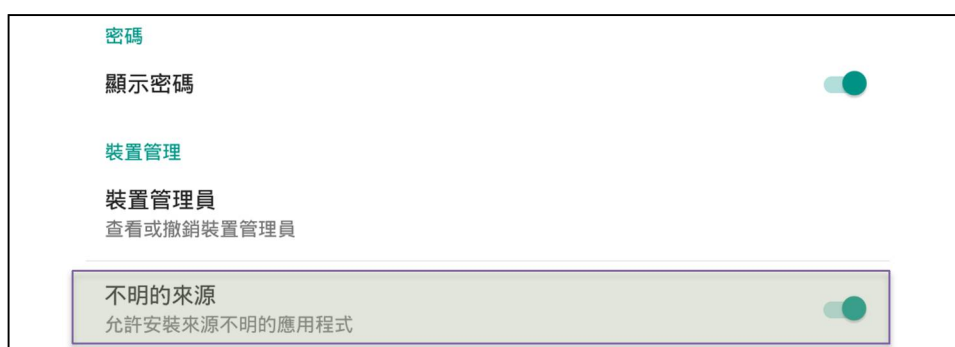 密碼
顯示密碼
裝置管理
裝置管理員
查看或撤銷裝置管理員
不明的來源
允許安裝來源不明的應用程式